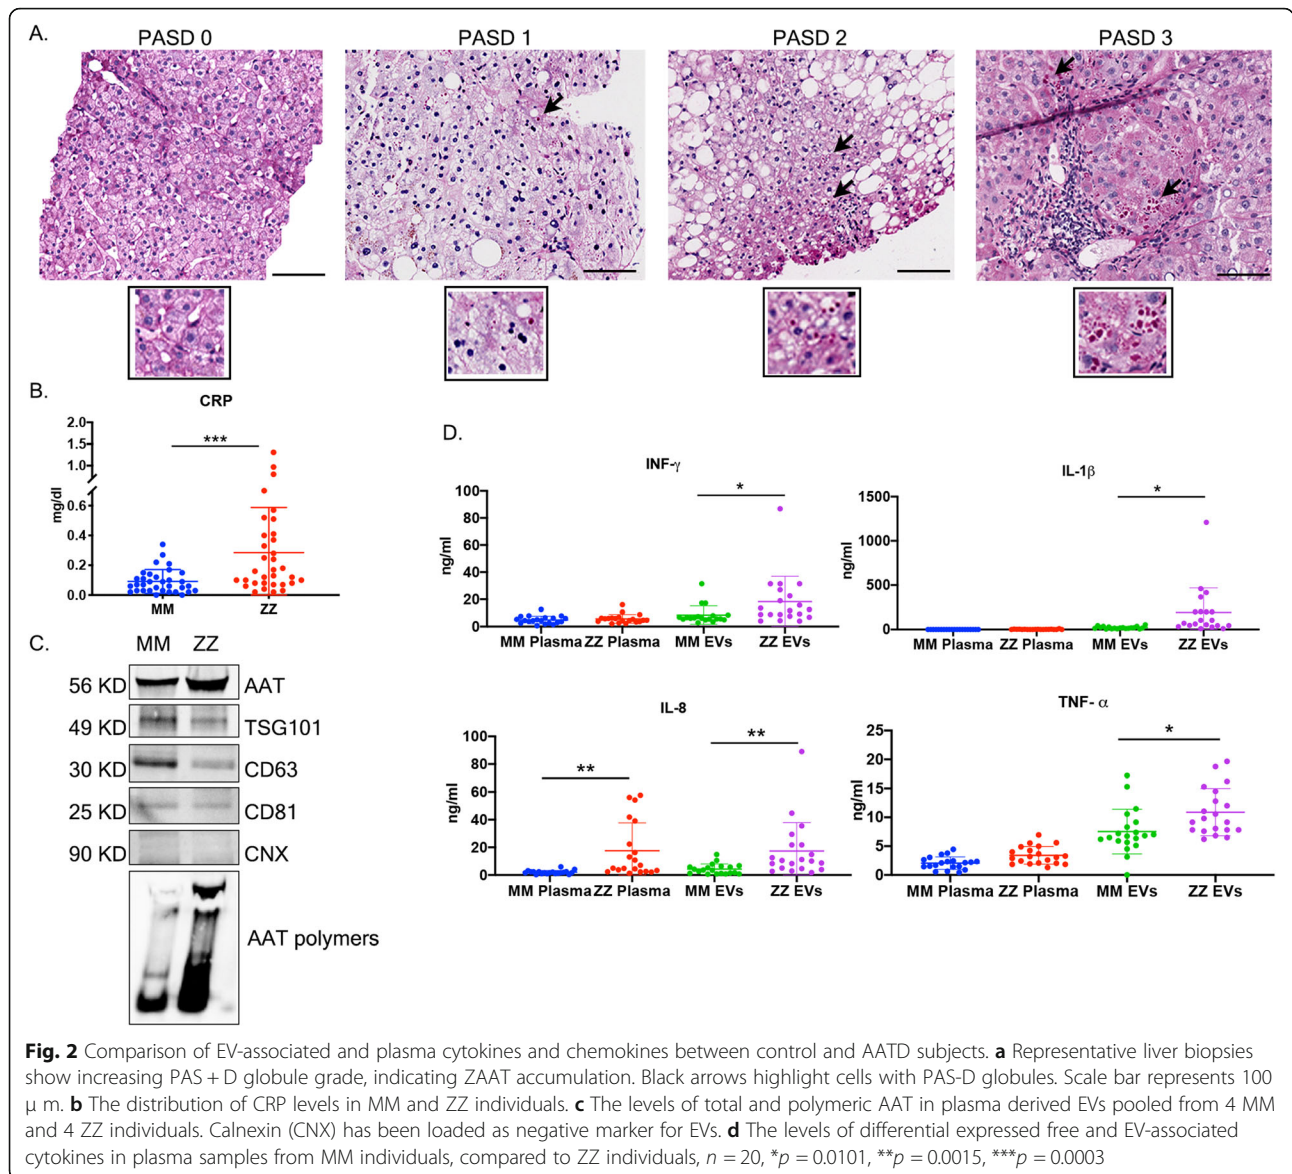 A.
PASD 0
PASD 1
PASD 2
PASD 3
B.
CRP
***
mg/dl
2.0
1.5
1.0
0.6
0.4
0.2
0.0
MM
ZZ
C.
MM ZZ
56 KD AAT
49 KD TSG101
30 KD CD63
25 KD CD81
90 KD CNX
AAT polymers
D.
INF-γ
*
ng/ml
100
80
60
40
20
0
MM Plasma ZZ Plasma MM EVs ZZ EVs
IL-1β
*
ng/ml
1500
1000
500
0
MM Plasma ZZ Plasma MM EVs ZZ EVs
IL-8
**
**
ng/ml
100
80
60
40
20
0
MM Plasma ZZ Plasma MM EVs ZZ EVs
TNF- α
*
ng/ml
25
20
15
10
5
0
MM Plasma ZZ Plasma MM EVs ZZ EVs
Fig. 2 Comparison of EV-associated and plasma cytokines and chemokines between control and AATD subjects. a Representative liver biopsies
show increasing PAS + D globule grade, indicating ZAAT accumulation. Black arrows highlight cells with PAS-D globules. Scale bar represents 100
μ m. b The distribution of CRP levels in MM and ZZ individuals. c The levels of total and polymeric AAT in plasma derived EVs pooled from 4 MM
and 4 ZZ individuals. Calnexin (CNX) has been loaded as negative marker for EVs. d The levels of differential expressed free and EV-associated
cytokines in plasma samples from MM individuals, compared to ZZ individuals, n = 20, *p = 0.0101, **p = 0.0015, ***p = 0.0003